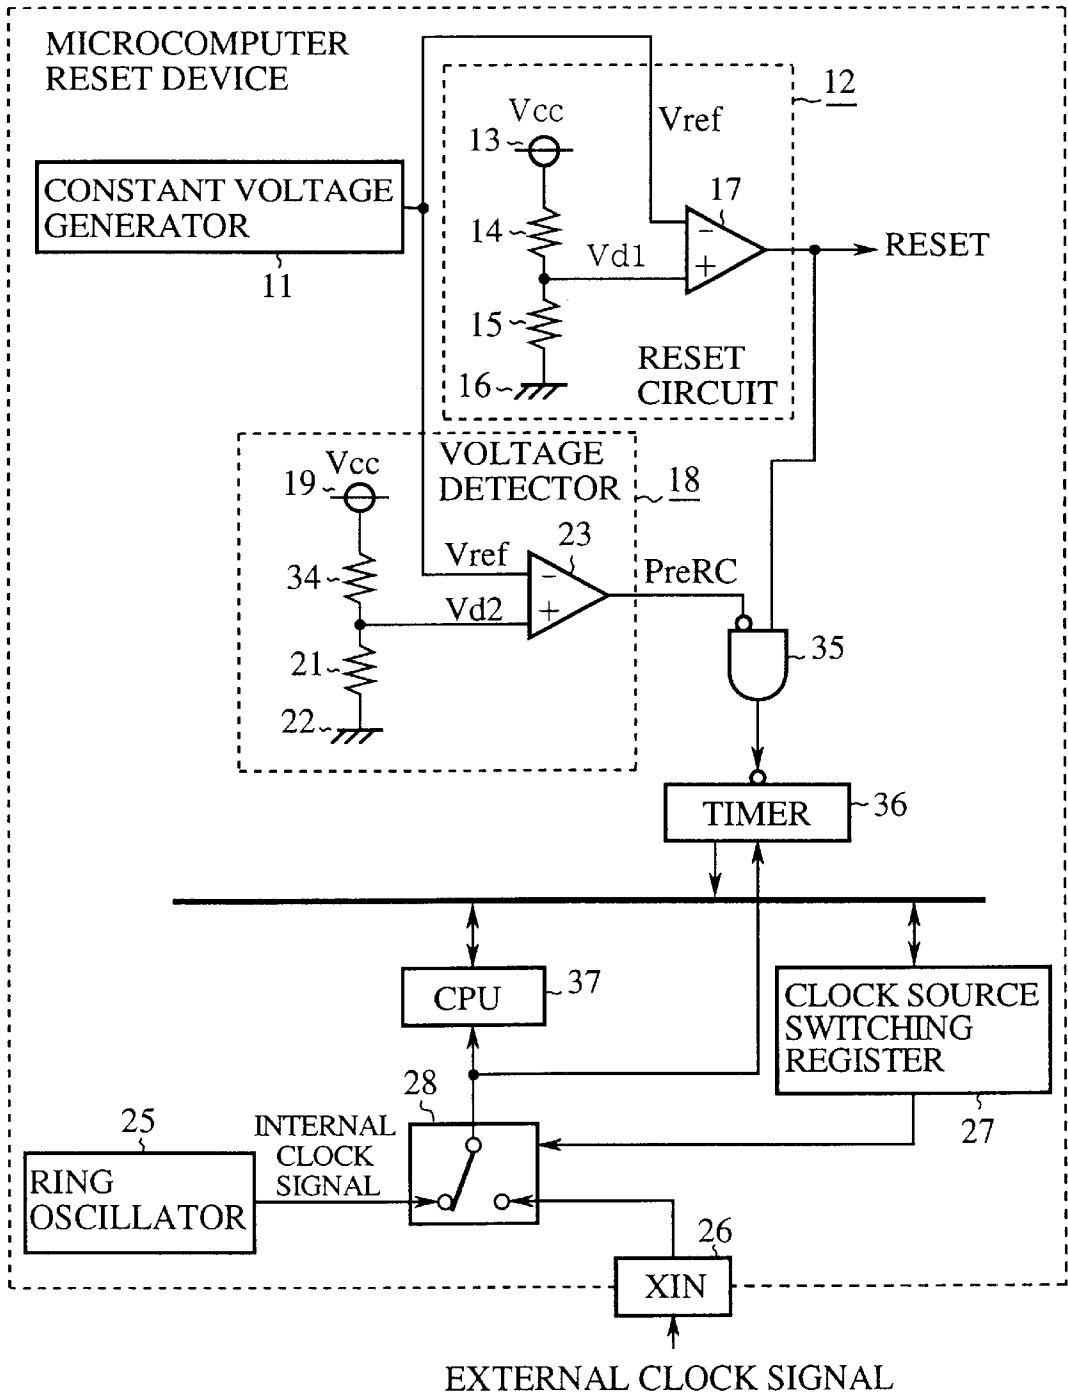 MICROCOMPUTER
RESET DEVICE
12
Vcc
Vref
13
CONSTANT VOLTAGE
GENERATOR
11
17
−
+
14
Vd1
RESET
15
RESET
CIRCUIT
16
VOLTAGE
DETECTOR
18
Vcc
19
23
Vref
−
PreRC
34
Vd2
+
35
21
22
TIMER
36
CPU
37
CLOCK SOURCE
SWITCHING
REGISTER
27
28
25
INTERNAL
CLOCK
SIGNAL
RING
OSCILLATOR
26
XIN
EXTERNAL CLOCK SIGNAL